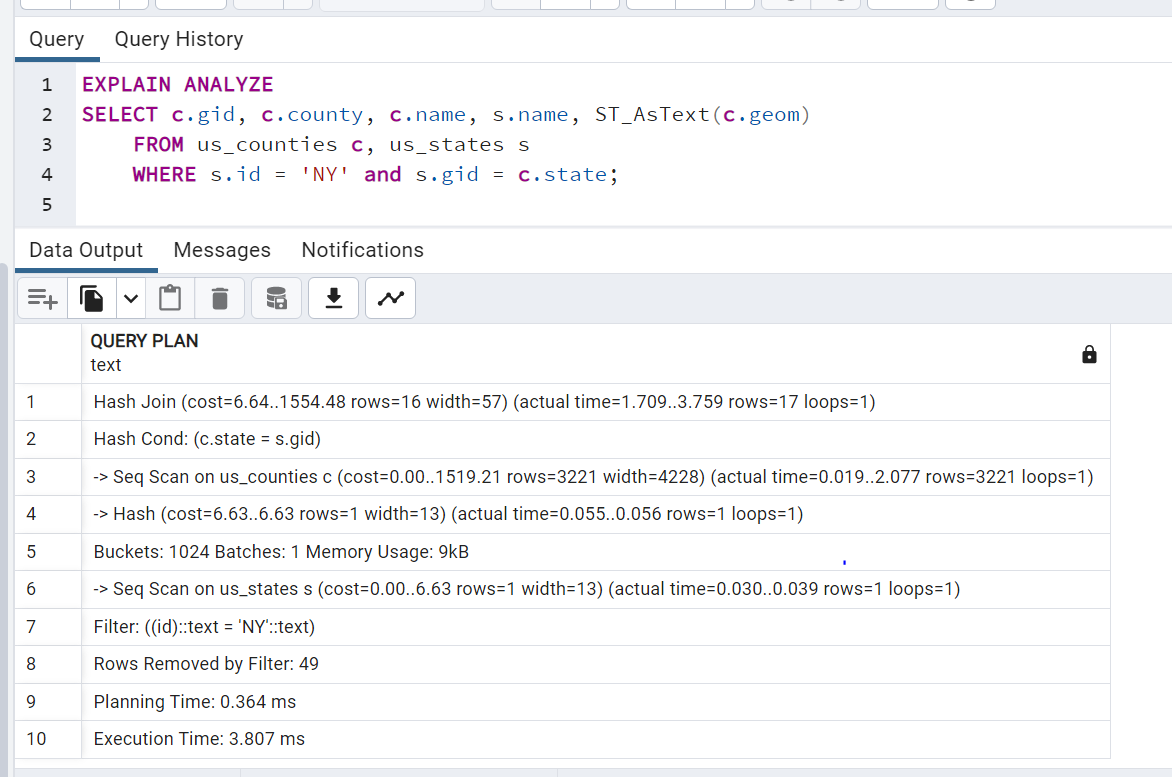 Query Query History
1 EXPLAIN ANALYZE
2 SELECT c.gid, c.county, c.name, s.name, ST_AsText(c.geom)
3 FROM us_counties c, us_states s
4 WHERE s.id = 'NY' and s.gid = c.state;
5
Data Output Messages Notifications
QUERY PLAN
text
1 Hash Join (cost=6.64..1554.48 rows=16 width=57) (actual time=1.709..3.759 rows=17 loops=1)
2 Hash Cond: (c.state = s.gid)
3 -> Seq Scan on us_counties c (cost=0.00..1519.21 rows=3221 width=4228) (actual time=0.019..2.077 rows=3221 loops=1)
4 -> Hash (cost=6.63..6.63 rows=1 width=13) (actual time=0.055..0.056 rows=1 loops=1)
5 Buckets: 1024 Batches: 1 Memory Usage: 9kB
6 -> Seq Scan on us_states s (cost=0.00..6.63 rows=1 width=13) (actual time=0.030..0.039 rows=1 loops=1)
7 Filter: ((id)::text = 'NY'::text)
8 Rows Removed by Filter: 49
9 Planning Time: 0.364 ms
10 Execution Time: 3.807 ms